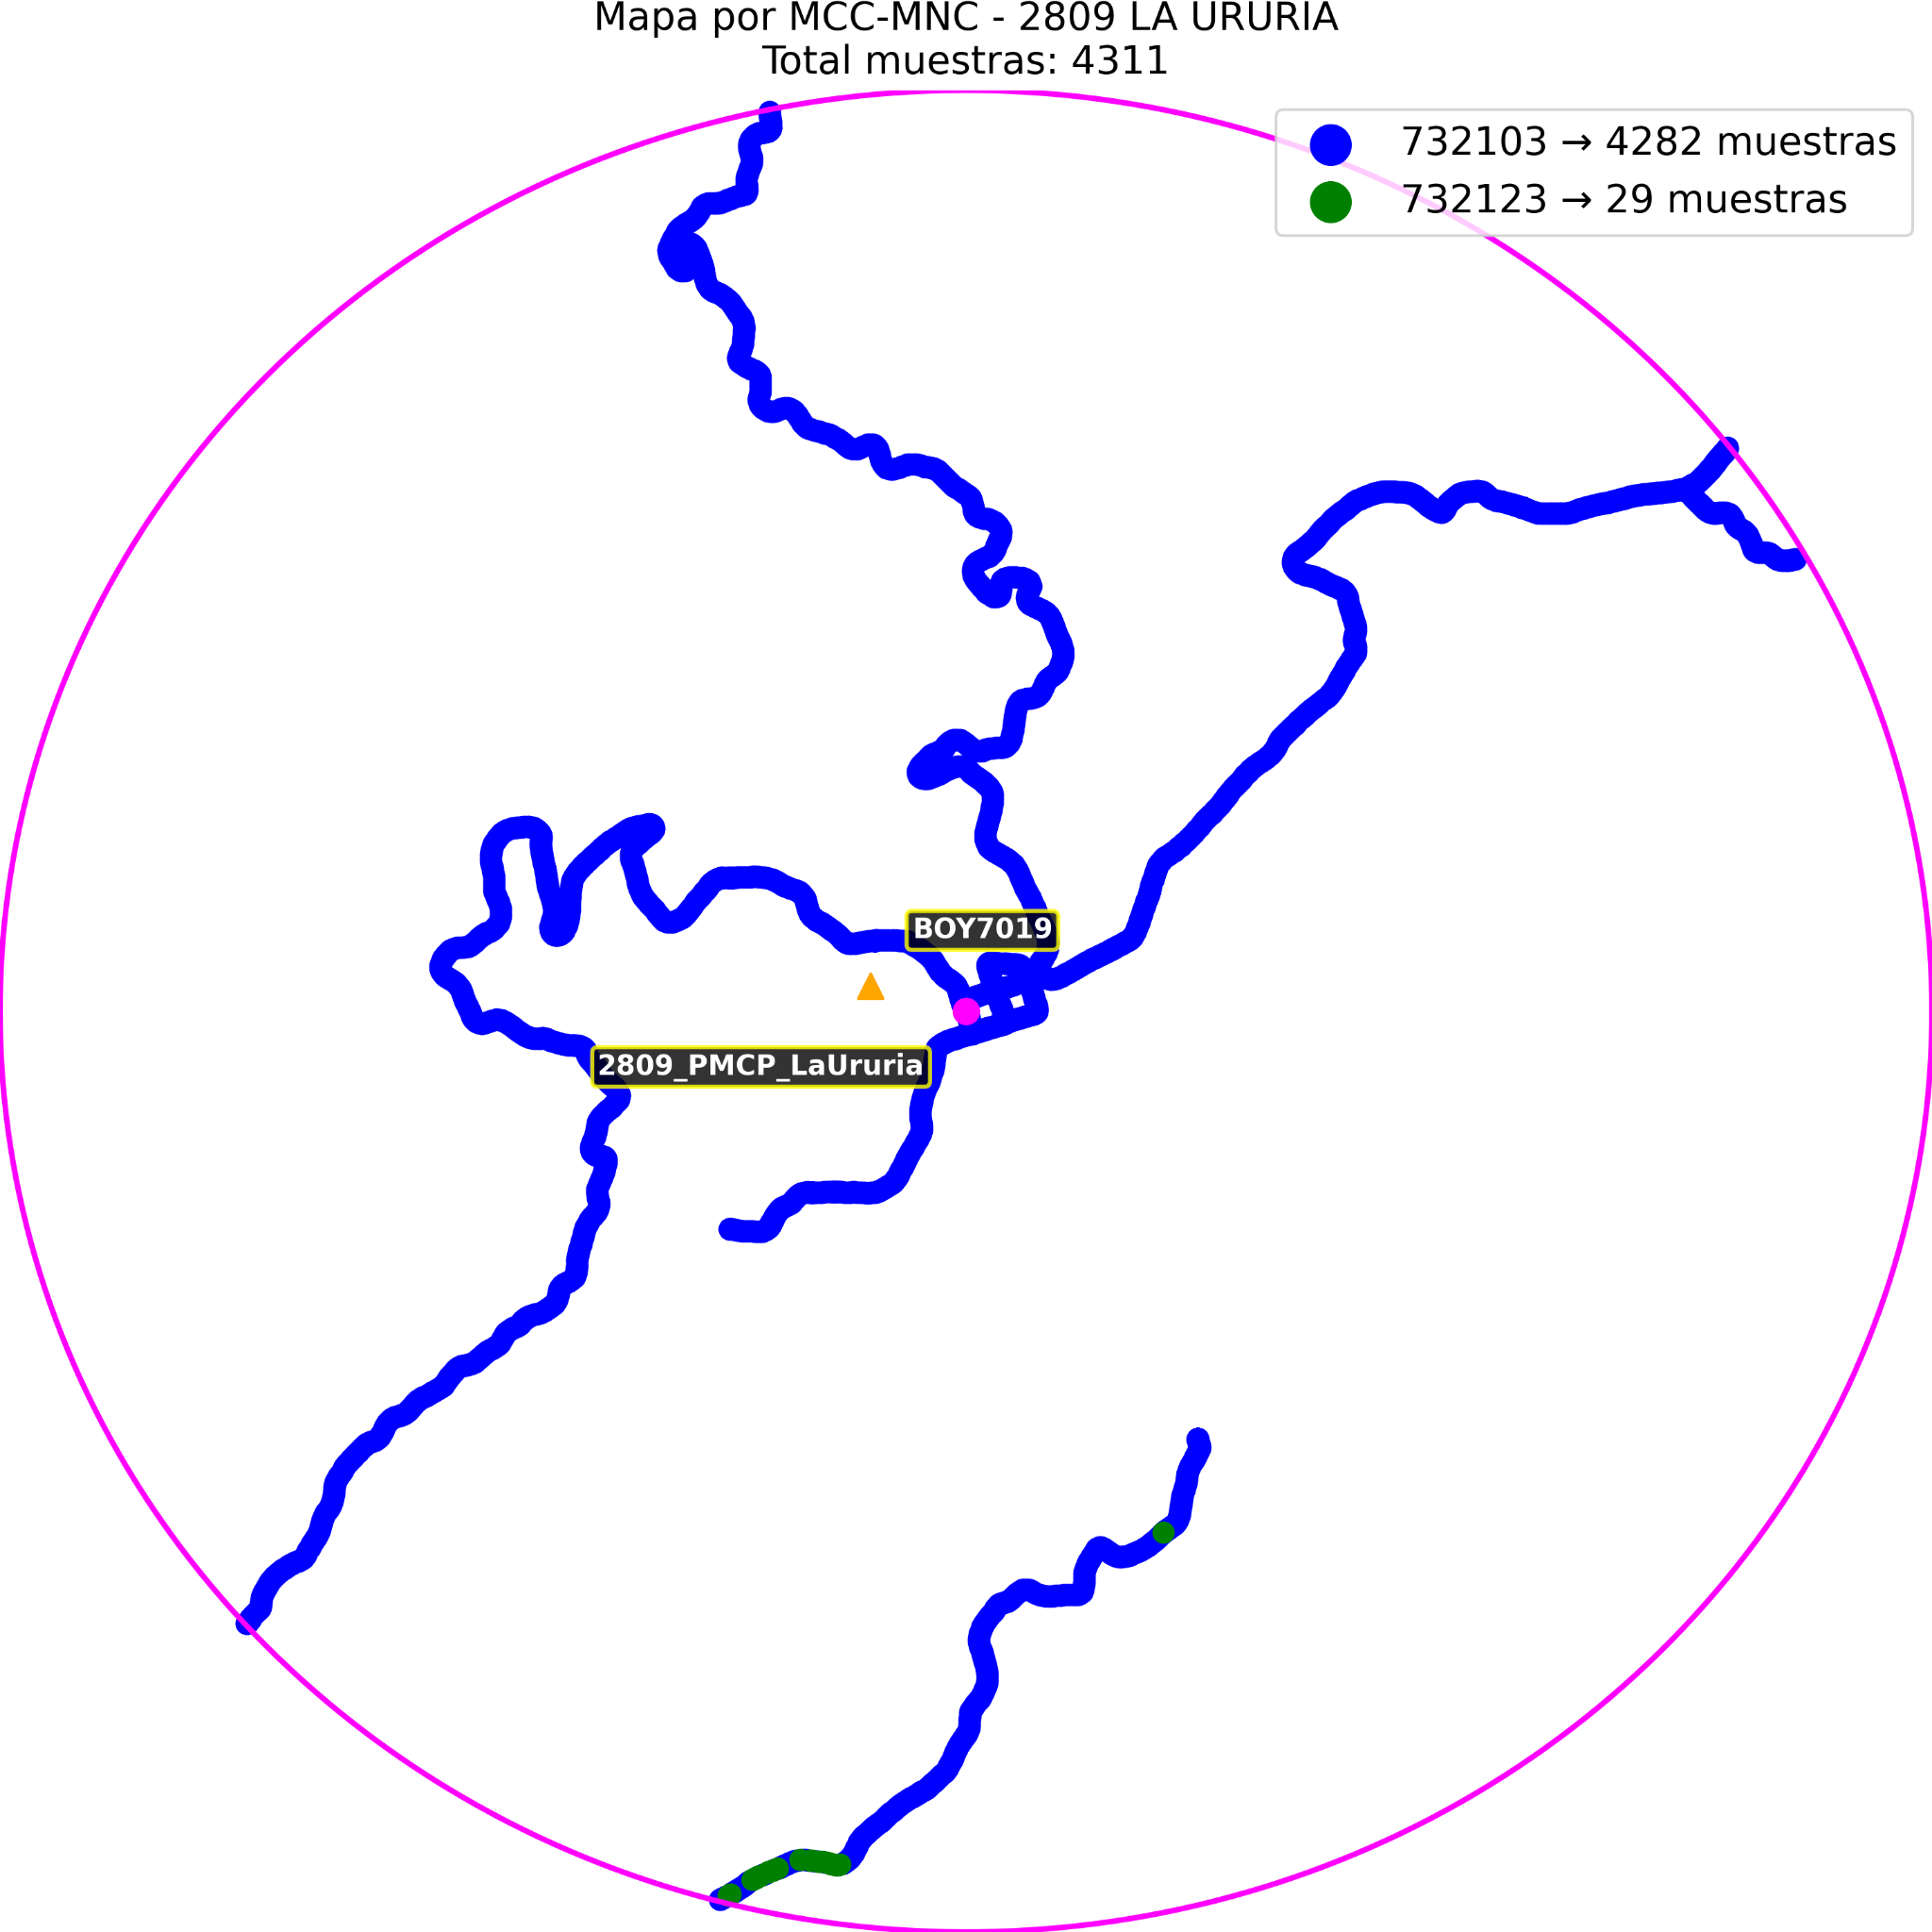 Mapa por MCC-MNC - 2809 LA URURIA
Total muestras: 4311
732103 → 4282 muestras
732123 → 29 muestras
BOY7019
2809_PMCP_LaUruria